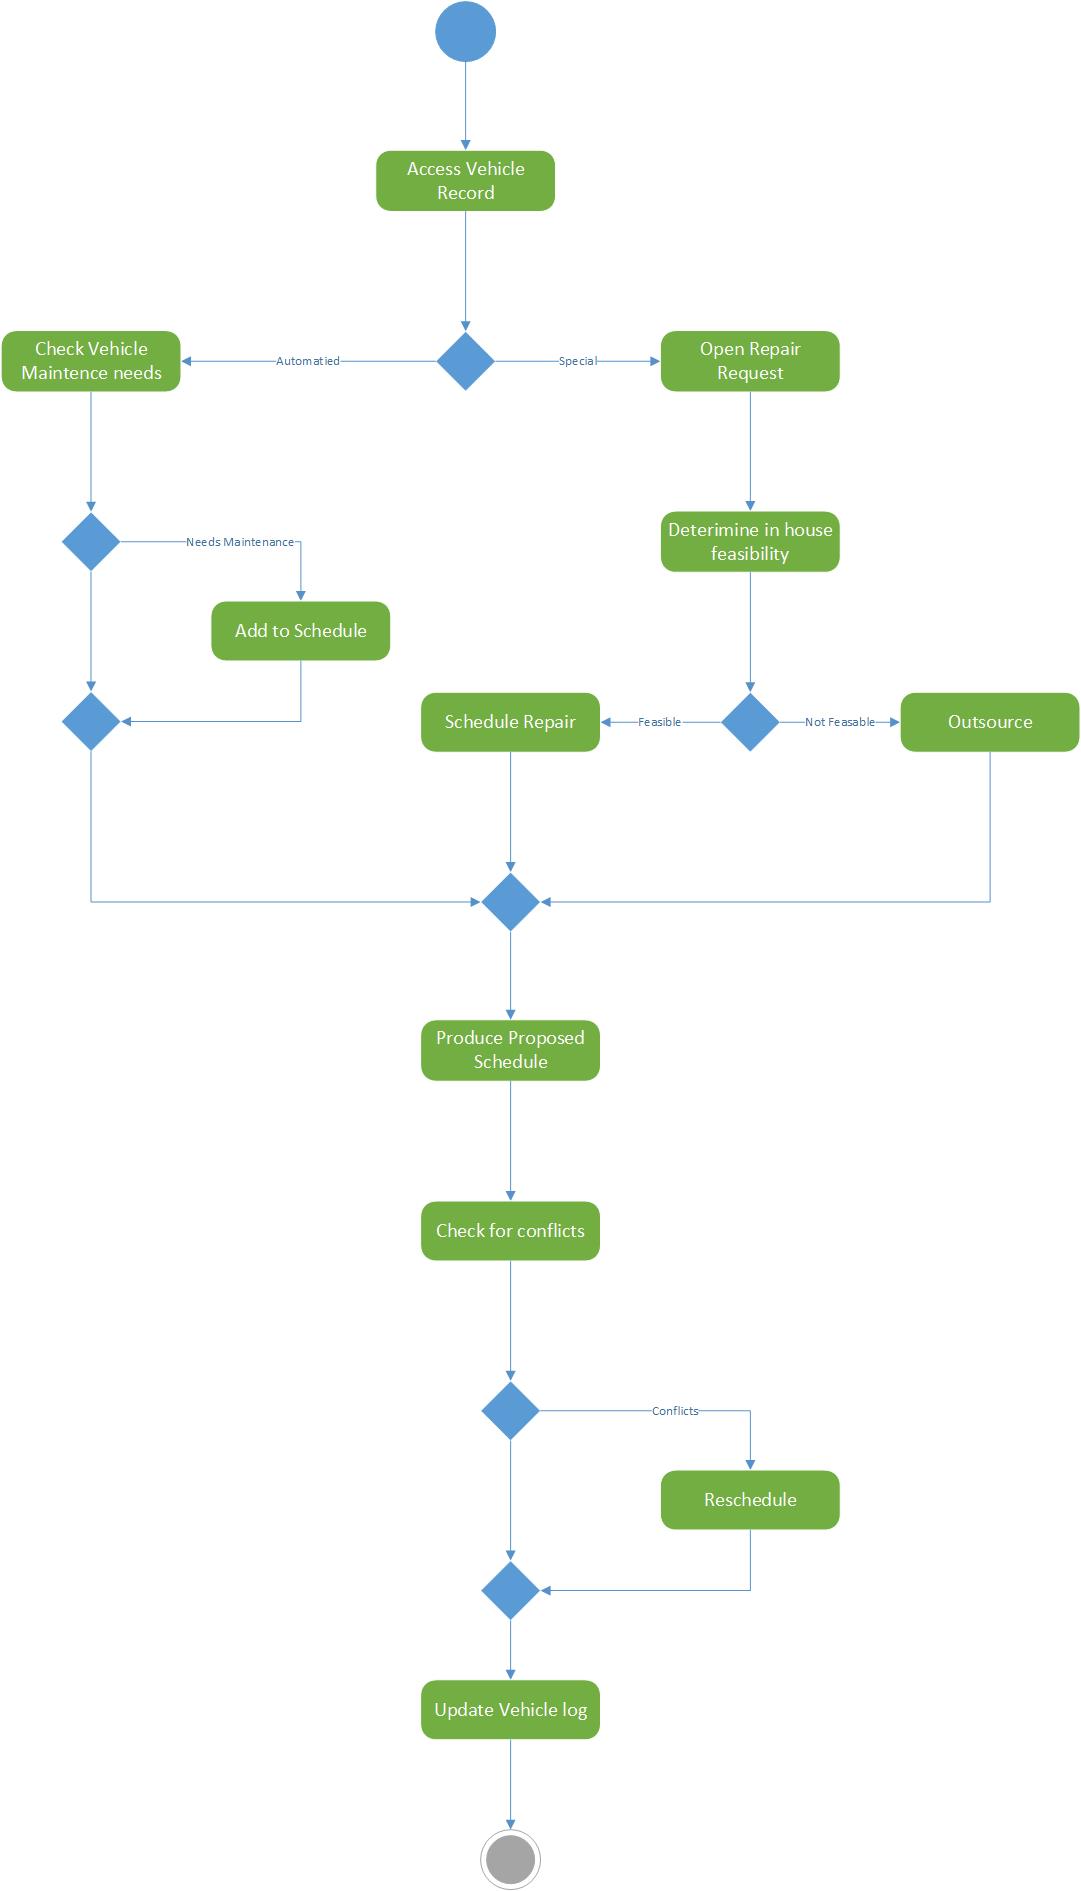 Access Vehicle
Record
Check Vehicle
Maintence needs
Automatied
Special
Open Repair
Request
Deterimine in house
feasibility
Needs Maintenance
Add to Schedule
Schedule Repair
Feasible
Not Feasable
Outsource
Produce Proposed
Schedule
Check for conflicts
Conflicts
Reschedule
Update Vehicle log